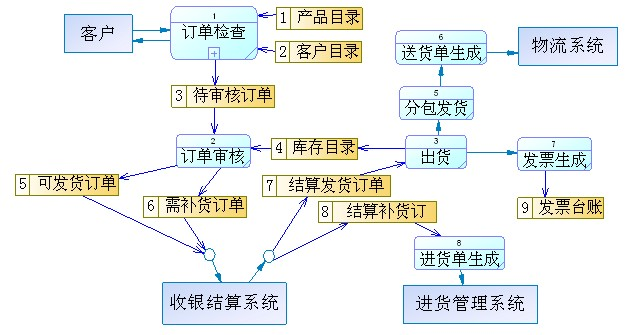 客户
1
订单检查
+
1 产品目录
2 客户目录
6
送货单生成
物流系统
3 待审核订单
5
分包发货
2
订单审核
4 库存目录
3
出货
7
发票生成
5 可发货订单
6 需补货订单
7 结算发货订单
8 结算补货订
9 发票台账
8
进货单生成
收银结算系统
进货管理系统